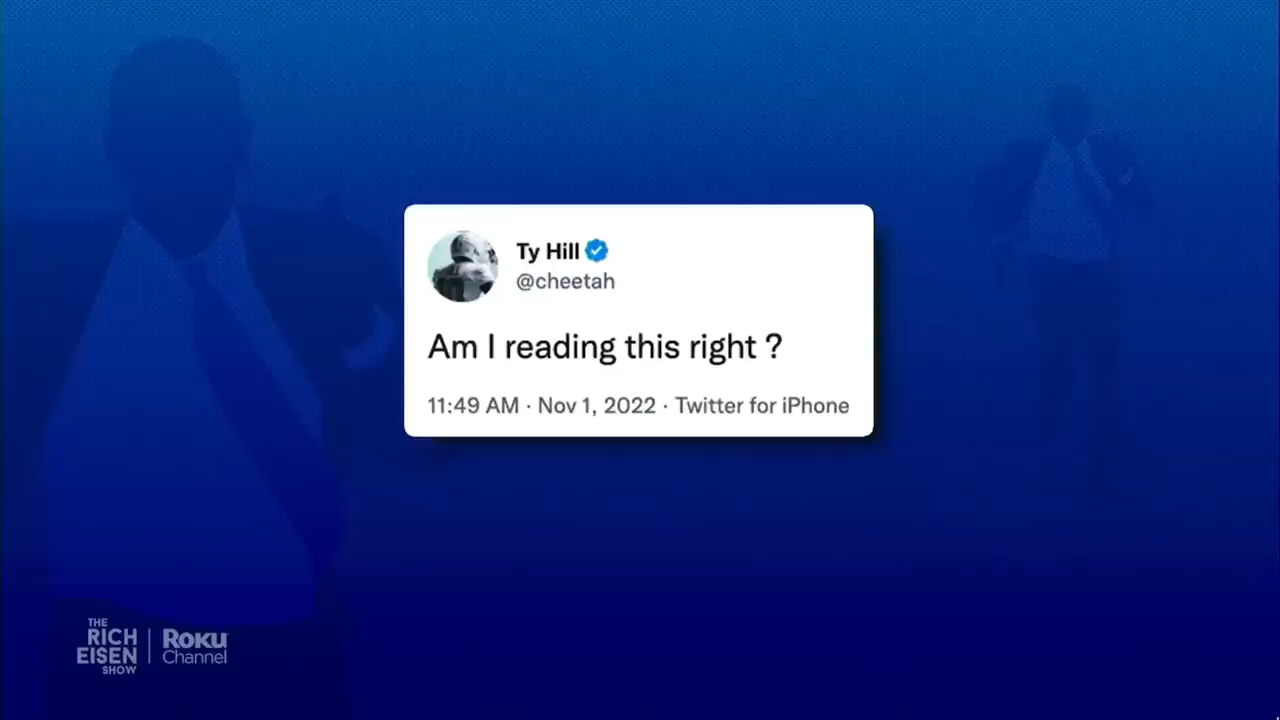 Ty Hill
@cheetah
Am I reading this right ?
11:49 AM · Nov 1, 2022 · Twitter for iPhone
THE
RICH
EISEN
SHOW
Roku
Channel